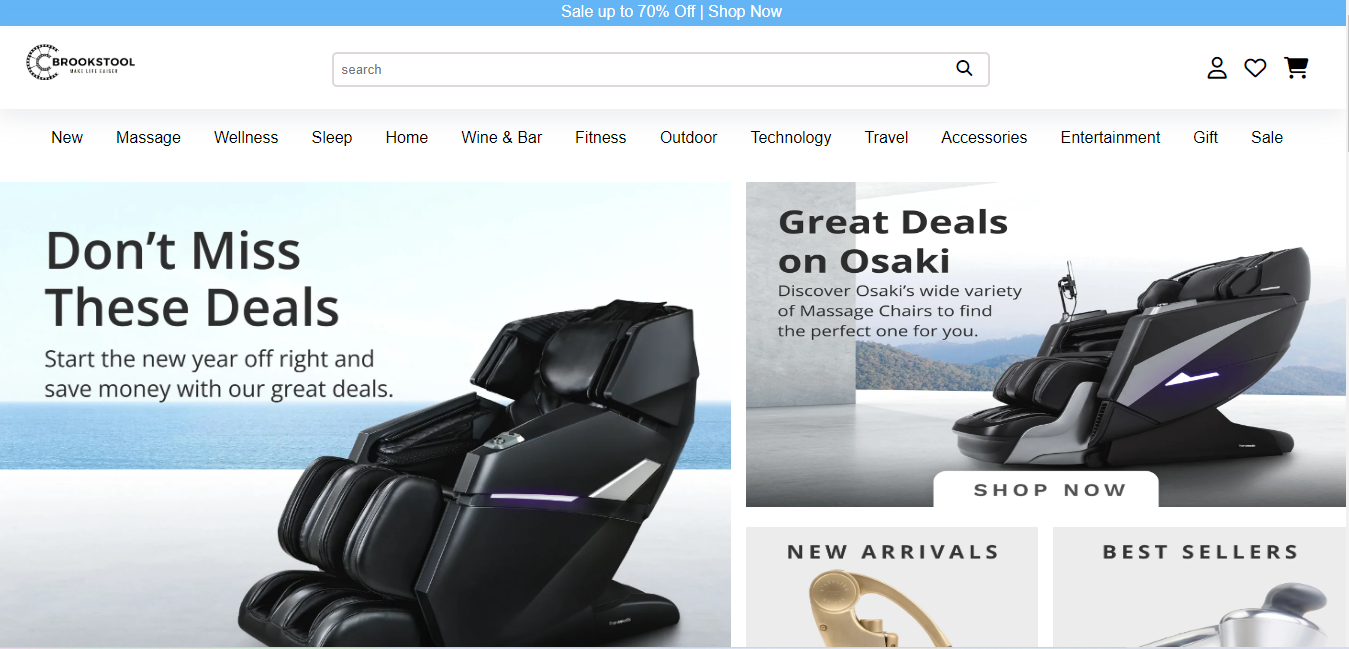 Sale up to 70% Off | Shop Now
BROOKSTOOL
MAKE LIFE EAISER
search
New Massage Wellness Sleep Home Wine & Bar Fitness Outdoor Technology Travel Accessories Entertainment Gift Sale
Don’t Miss
These Deals
Start the new year off right and
save money with our great deals.
Great Deals
on Osaki
Discover Osaki’s wide variety
of Massage Chairs to find
the perfect one for you.
SHOP NOW
NEW ARRIVALS
BEST SELLERS